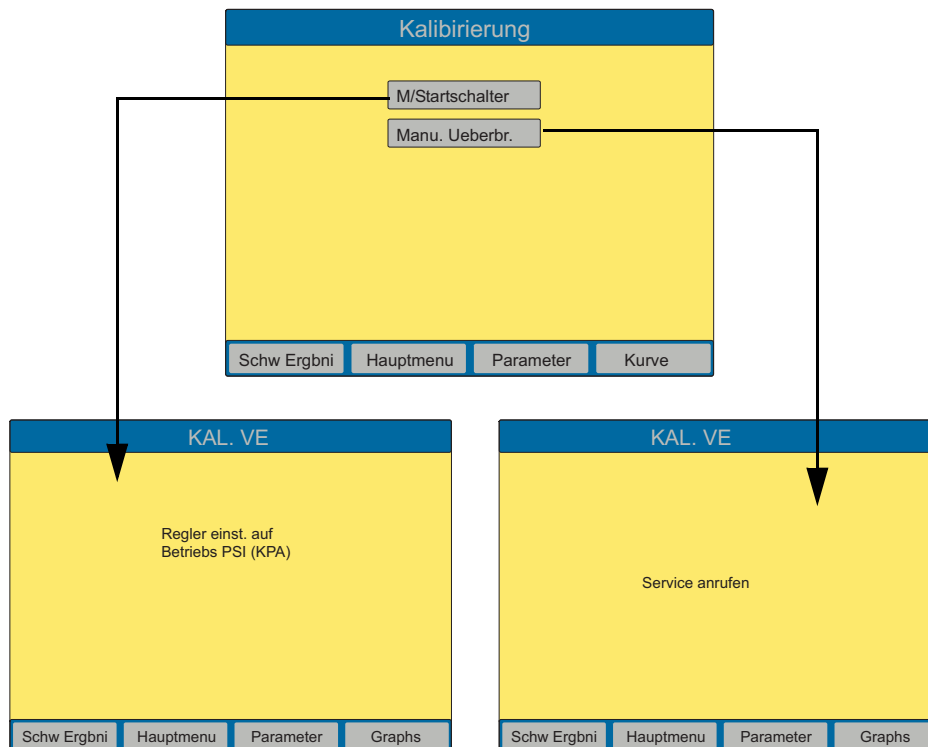 Kalibirierung
M/Startschalter
Manu. Ueberbr.
Schw Ergbni Hauptmenu Parameter Kurve
KAL. VE
Regler einst. auf
Betriebs PSI (KPA)
Schw Ergbni Hauptmenu Parameter Graphs
KAL. VE
Service anrufen
Schw Ergbni Hauptmenu Parameter Graphs